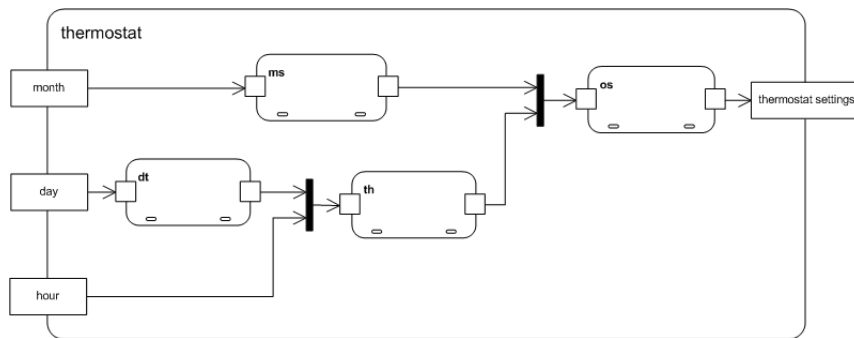 thermostat
ms
month
os
thermostat settings
dt
day
th
hour